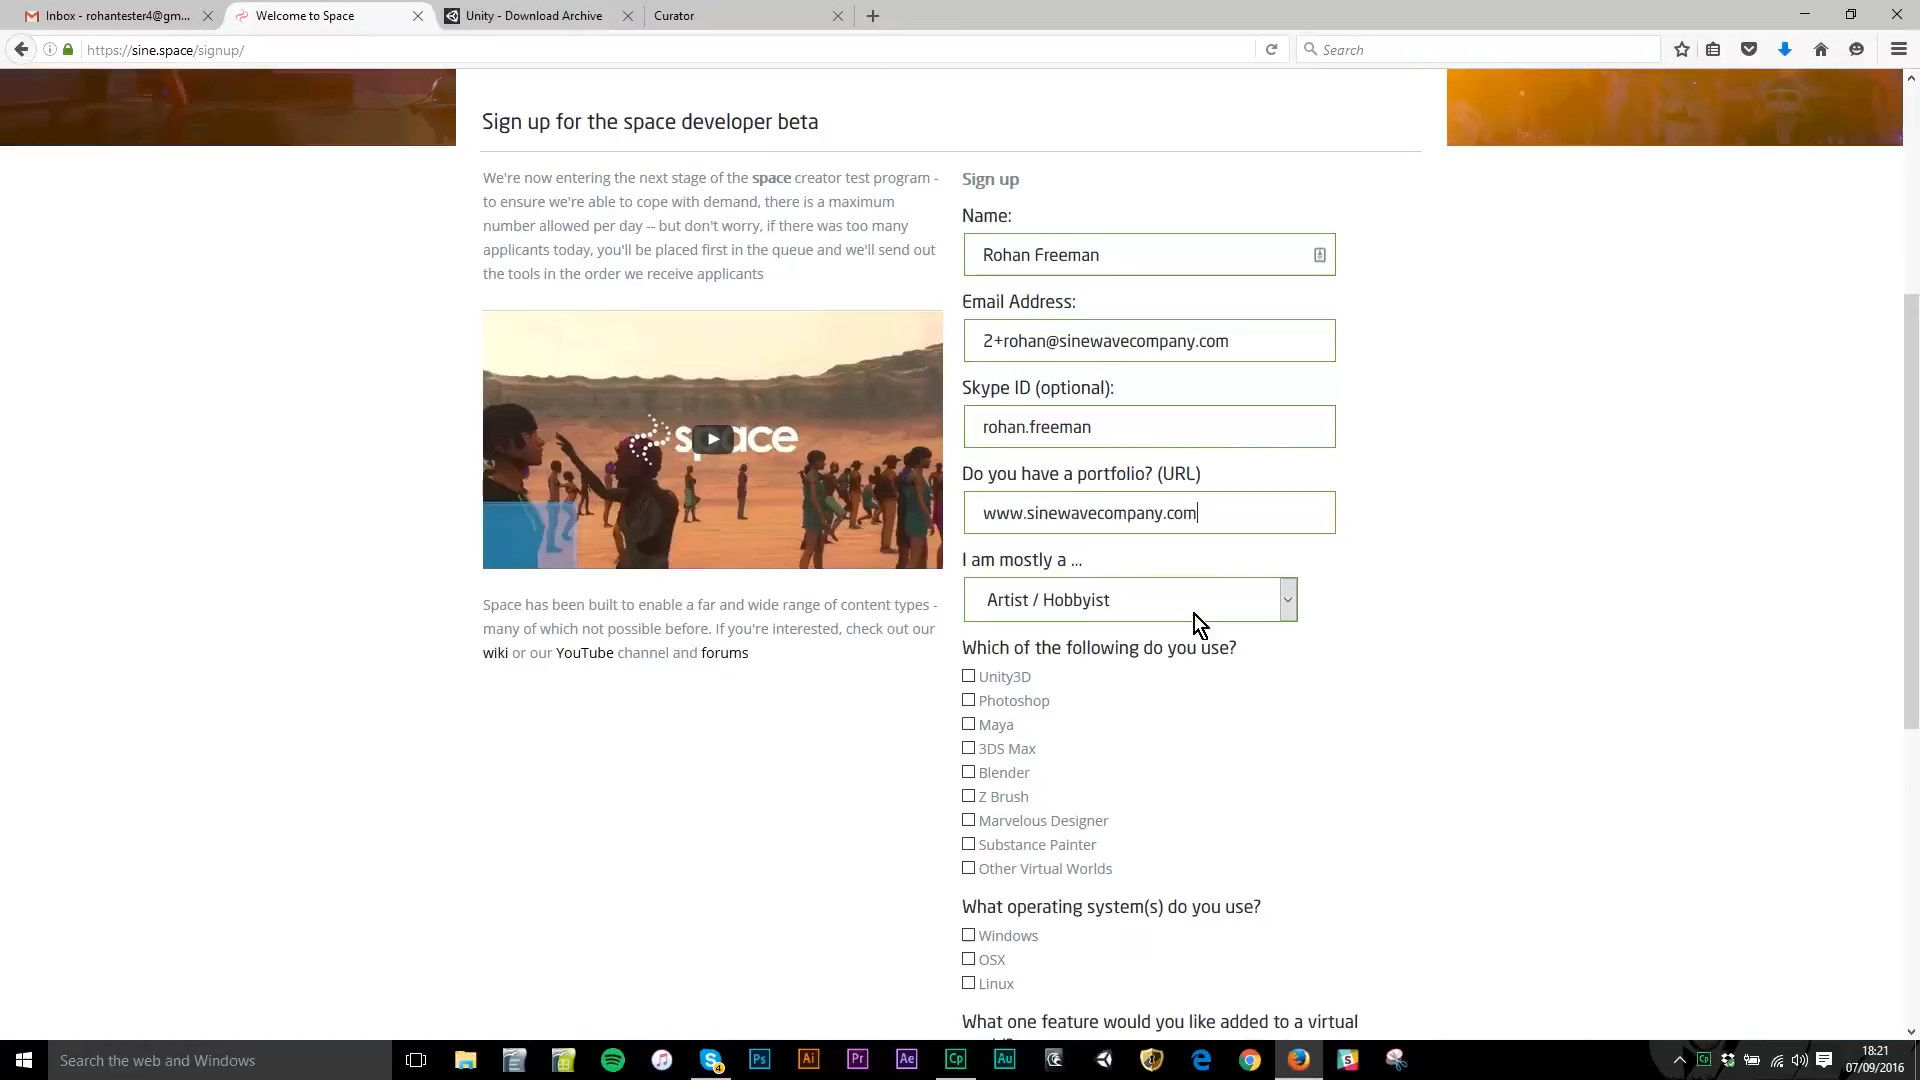 Inbox - rohantester4@gm...
Welcome to Space
Unity - Download Archive
Curator
https://sine.space/signup/
Search
Sign up for the space developer beta
We're now entering the next stage of the space creator test program -
to ensure we're able to cope with demand, there is a maximum
number allowed per day -- but don't worry, if there was too many
applicants today, you'll be placed first in the queue and we'll send out
the tools in the order we receive applicants
space
Space has been built to enable a far and wide range of content types -
many of which not possible before. If you're interested, check out our
wiki or our YouTube channel and forums
Sign up
Name:
Rohan Freeman
Email Address:
2+rohan@sinewavecompany.com
Skype ID (optional):
rohan.freeman
Do you have a portfolio? (URL)
www.sinewavecompany.com
I am mostly a ...
Artist / Hobbyist
Which of the following do you use?
Unity3D
Photoshop
Maya
3DS Max
Blender
Z Brush
Marvelous Designer
Substance Painter
Other Virtual Worlds
What operating system(s) do you use?
Windows
OSX
Linux
What one feature would you like added to a virtual
Search the web and Windows
4
Ps
Ai
Pr
Ae
Cp
Au
Cp
18:21
07/09/2016